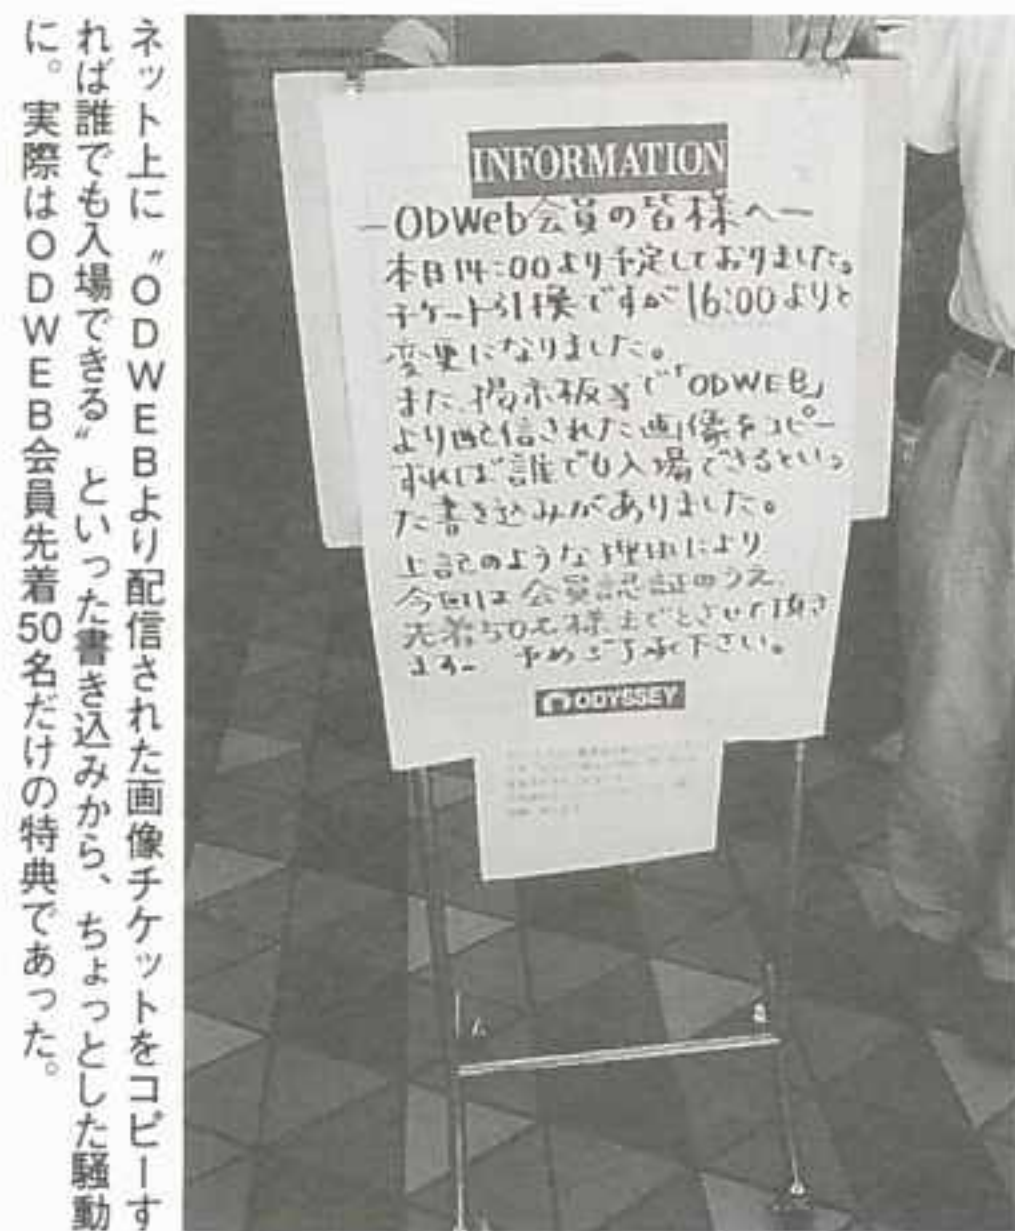 ネット上に〝ODWEBより配信された画像チケットをコピーす
れば誰でも入場できる〟といった書き込みから、ちょっとした騒動
に。実際はODWEB会員先着50名だけの特典であった。
INFORMATION
―ODWeb会員の皆様へ―
本日14:00より予定しておりました。
チケート引換ですが16:00よりと
変更になりました。
また、掲示板等で「ODWEB」
より配信された画像をコピー
すれば誰でも入場できるといっ
た書き込みがありました。
上記のような理由により
今回は会員認証のうえ
先着50名様までとさせて頂き
ます。予めご了承下さい。
ODYSSEY